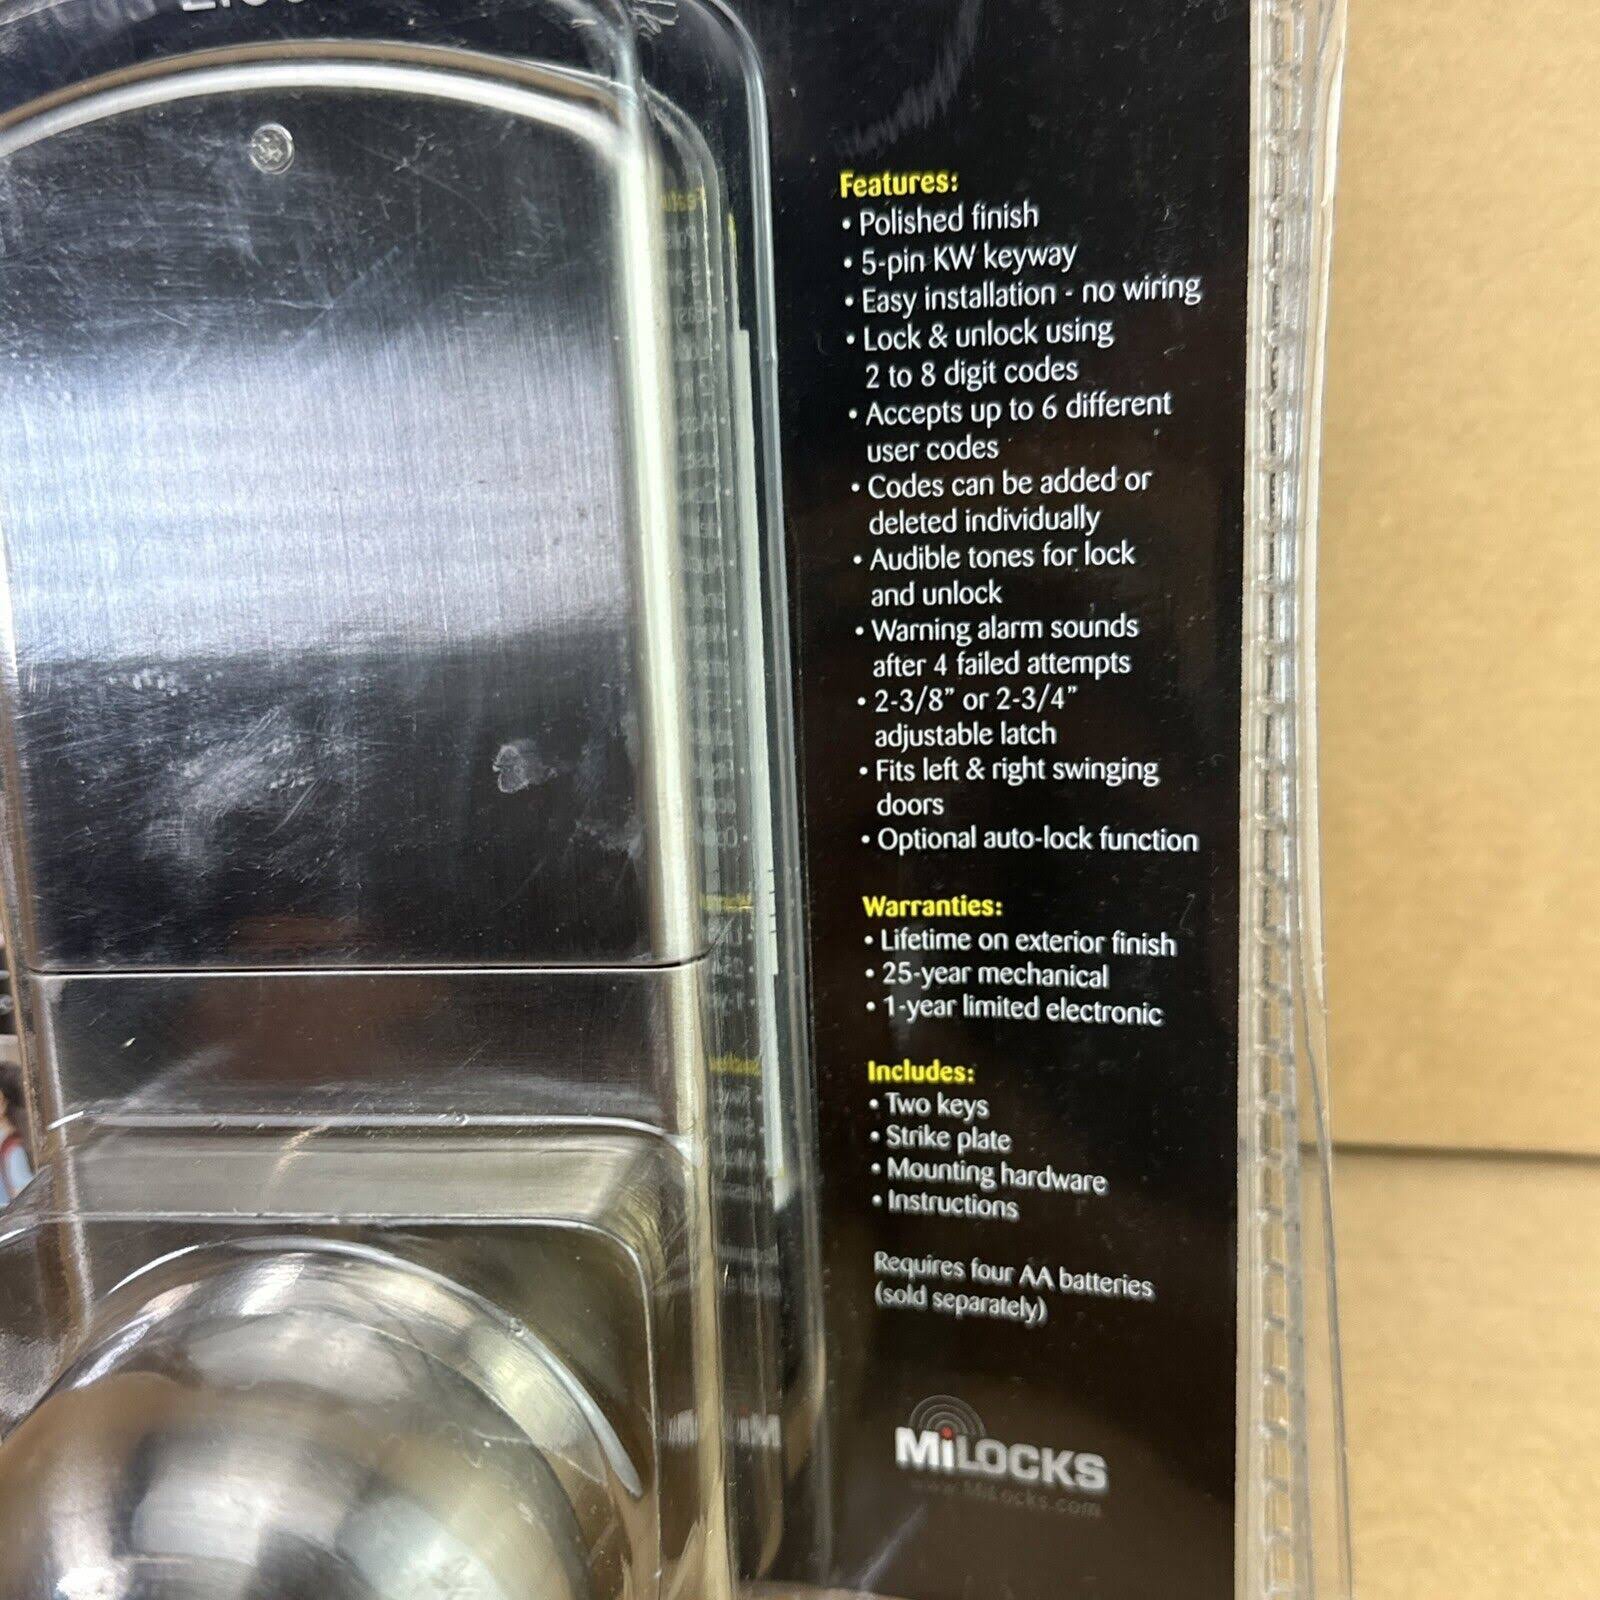 Features:
• Polished finish
• 5-pin KW keyway
• Easy installation - no wiring
• Lock & unlock using
2 to 8 digit codes
• Accepts up to 6 different
user codes
• Codes can be added or
deleted individually
• Audible tones for lock
and unlock
• Warning alarm sounds
after 4 failed attempts
• 2-3/8" or 2-3/4"
adjustable latch
• Fits left & right swinging
doors
• Optional auto-lock function
Warranties:
• Lifetime on exterior finish
• 25-year mechanical
• 1-year limited electronic
Includes:
• Two keys
• Strike plate
• Mounting hardware
• Instructions
Requires four AA batteries
(sold separately)
MiLOCKS
www.MiLocks.com